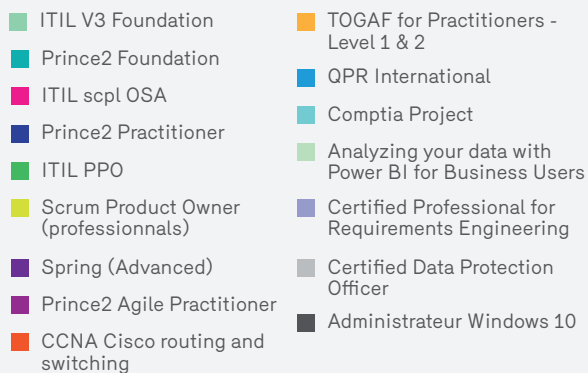 ITIL V3 Foundation
Prince2 Foundation
ITIL scpl OSA
Prince2 Practitioner
ITIL PPO
Scrum Product Owner
(professionnals)
Spring (Advanced)
Prince2 Agile Practitioner
CCNA Cisco routing and
switching
TOGAF for Practitioners -
Level 1 & 2
QPR International
Comptia Project
Analyzing your data with
Power BI for Business Users
Certified Professional for
Requirements Engineering
Certified Data Protection
Officer
Administrateur Windows 10